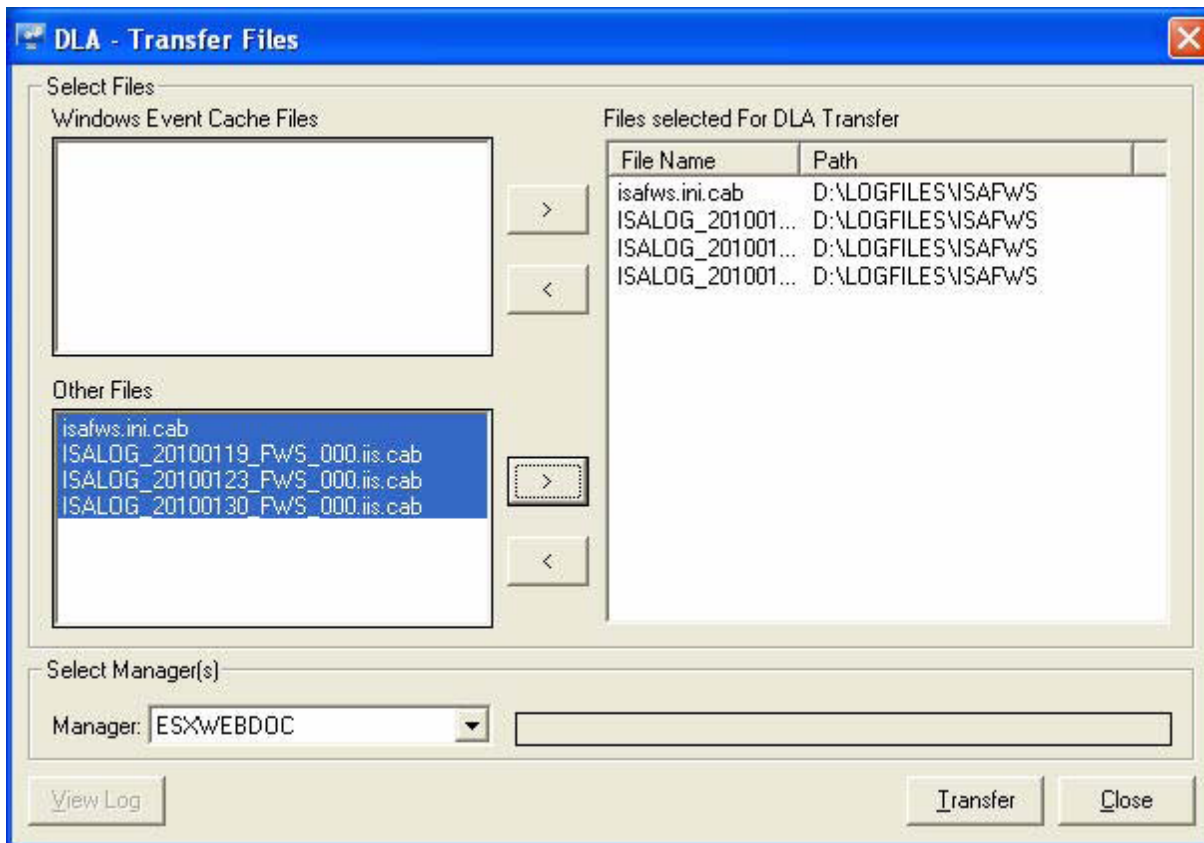 DLA - Transfer Files
Select Files
Windows Event Cache Files
>
<
Other Files
isafws.ini.cab
ISALOG_20100119_FWS_000.iis.cab
ISALOG_20100123_FWS_000.iis.cab
ISALOG_20100130_FWS_000.iis.cab
>
<
Files selected For DLA Transfer
File Name Path
isafws.ini.cab D:\LOGFILES\ISAFWS
ISALOG_201001... D:\LOGFILES\ISAFWS
ISALOG_201001... D:\LOGFILES\ISAFWS
ISALOG_201001... D:\LOGFILES\ISAFWS
Select Manager(s)
Manager: ESXWEBDOC
View Log Transfer Close